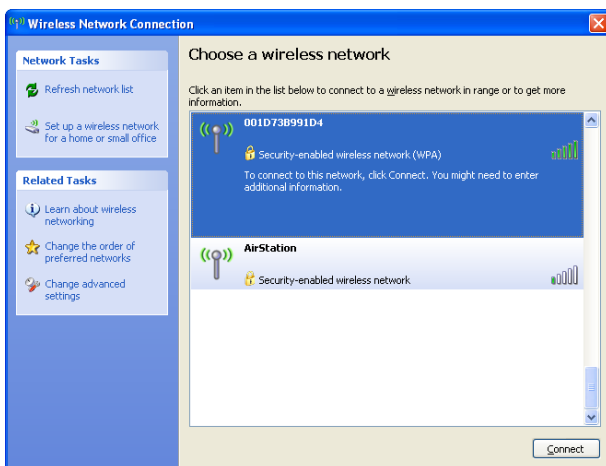 Wireless Network Connection
Network Tasks
Refresh network list
Set up a wireless network
for a home or small office
Related Tasks
Learn about wireless
networking
Change the order of
preferred networks
Change advanced
settings
Choose a wireless network
Click an item in the list below to connect to a wireless network in range or to get more
information.
001D73B991D4
Security-enabled wireless network (WPA)
To connect to this network, click Connect. You might need to enter
additional information.
AirStation
Security-enabled wireless network
Connect